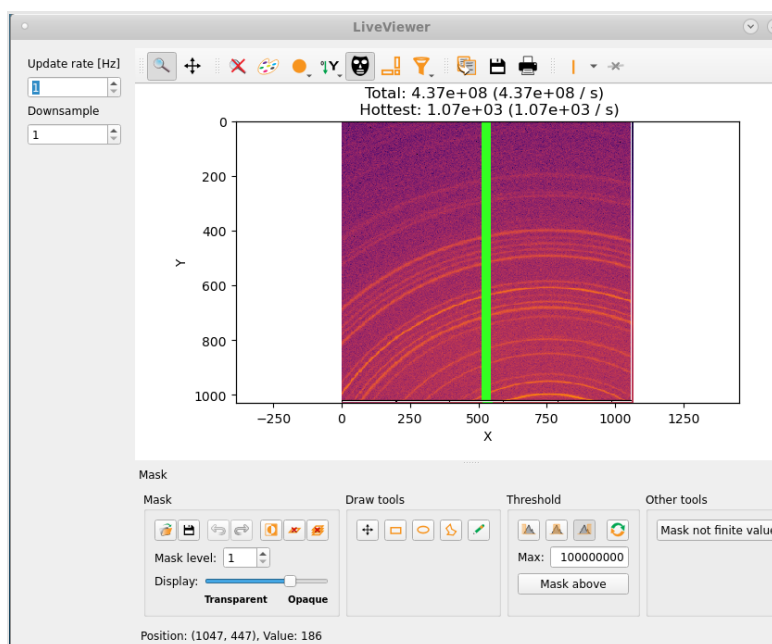 LiveViewer
Update rate [Hz]
1
Downsample
1
Total: 4.37e+08 (4.37e+08 / s)
Hottest: 1.07e+03 (1.07e+03 / s)
0
200
400
600
800
1000
Y
−250
0
250
500
750
1000
1250
X
Mask
Mask
Draw tools
Threshold
Other tools
Mask level: 1
Max: 100000000
Mask not finite value
Display:
Transparent Opaque
Mask above
Position: (1047, 447), Value: 186